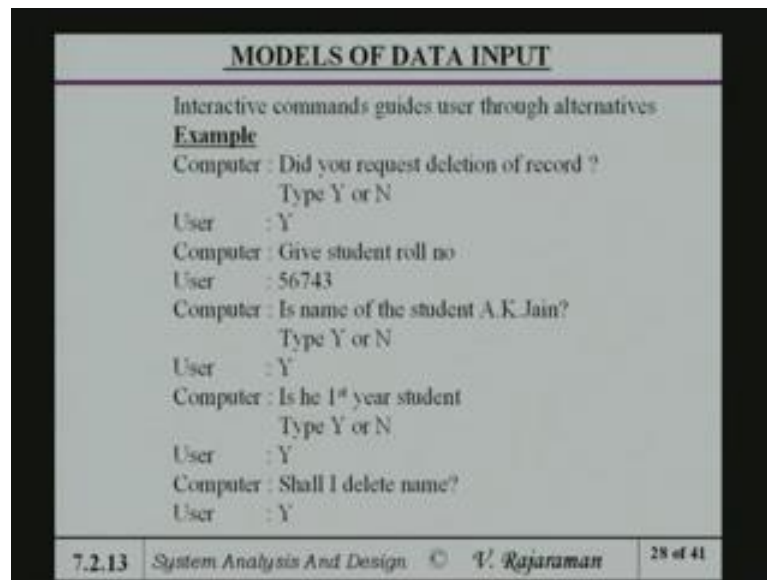 MODELS OF DATA INPUT
Interactive commands guides user through alternatives
Example
Computer : Did you request deletion of record ?
Type Y or N
User : Y
Computer : Give student roll no
User : 56743
Computer : Is name of the student A.K.Jain?
Type Y or N
User : Y
Computer : Is he 1st year student
Type Y or N
User : Y
Computer : Shall I delete name?
User : Y
7.2.13 System Analysis And Design © V. Rajaraman 28 of 41